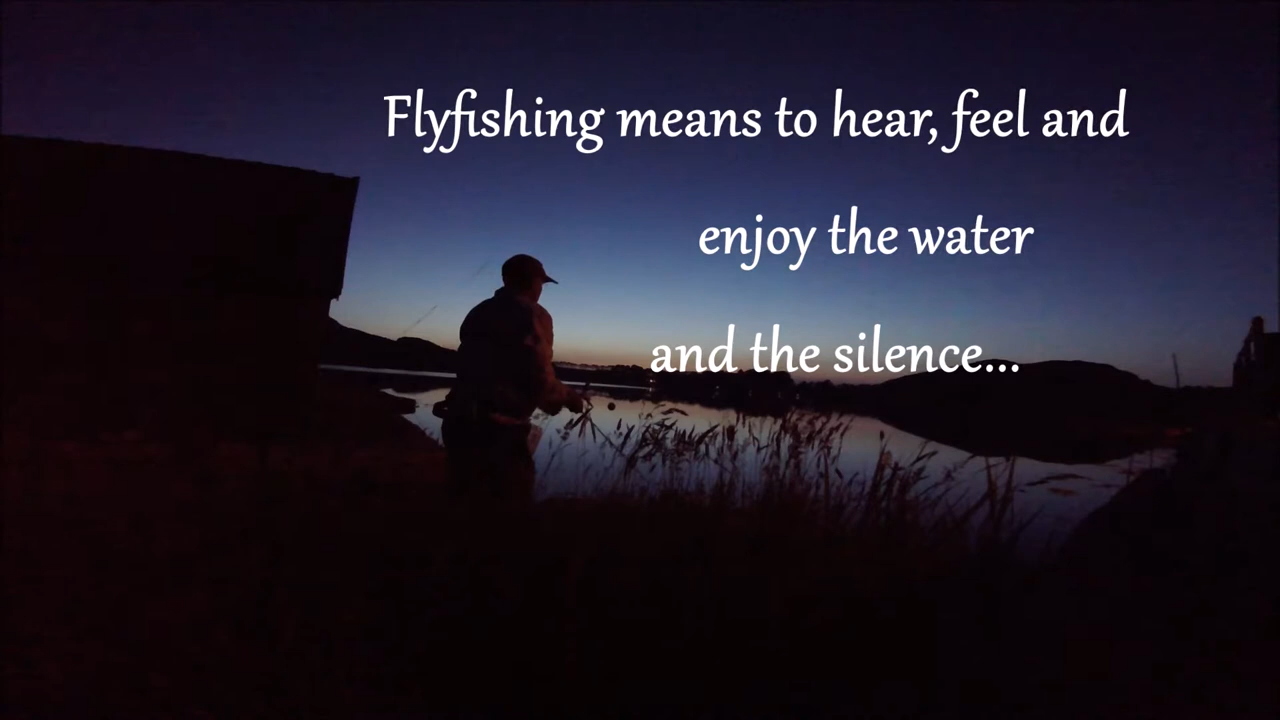 Flyfishing means to hear, feel and
enjoy the water
and the silence...